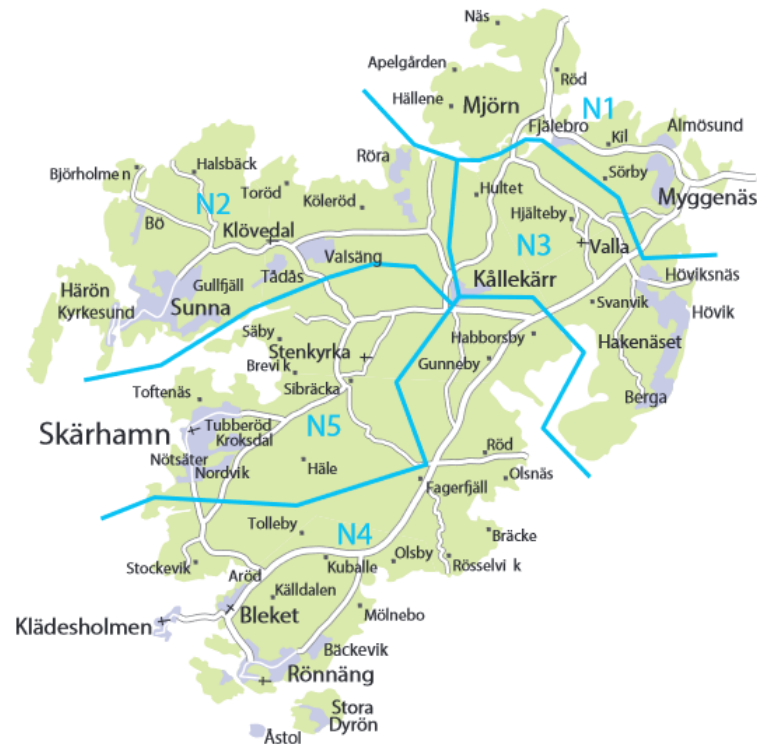 Näs
Apelgården
Röd
Hällene
Mjörn
N1
Fjälebro
Almösund
Kil
Röra
Björholme n
Halsbäck
Sörby
Toröd
Hultet
Myggenäs
Köleröd
N2
Bö
Hjälteby
Klövedal
N3
Valla
Valsäng
Tådås
Kållekärr
Höviksnäs
Gullfjäll
Härön
Kyrkesund
Sunna
Svanvik
Hövik
Säby
Habborsby
Hakenäset
Stenkyrka
Brevi k
Gunneby
Sibräcka
Toftenäs
Berga
Skärhamn
Tubberöd
Kroksdal
N5
Röd
Nötsäter
Nordvik
Häle
Olsnäs
Fagerfjäll
Tolleby
N4
Bräcke
Stockevik
Olsby
Rösselvi k
Kuballe
Aröd
Källdalen
Bleket
Mölnebo
Klädesholmen
Bäckevik
Rönnäng
Stora
Dyrön
Åstol